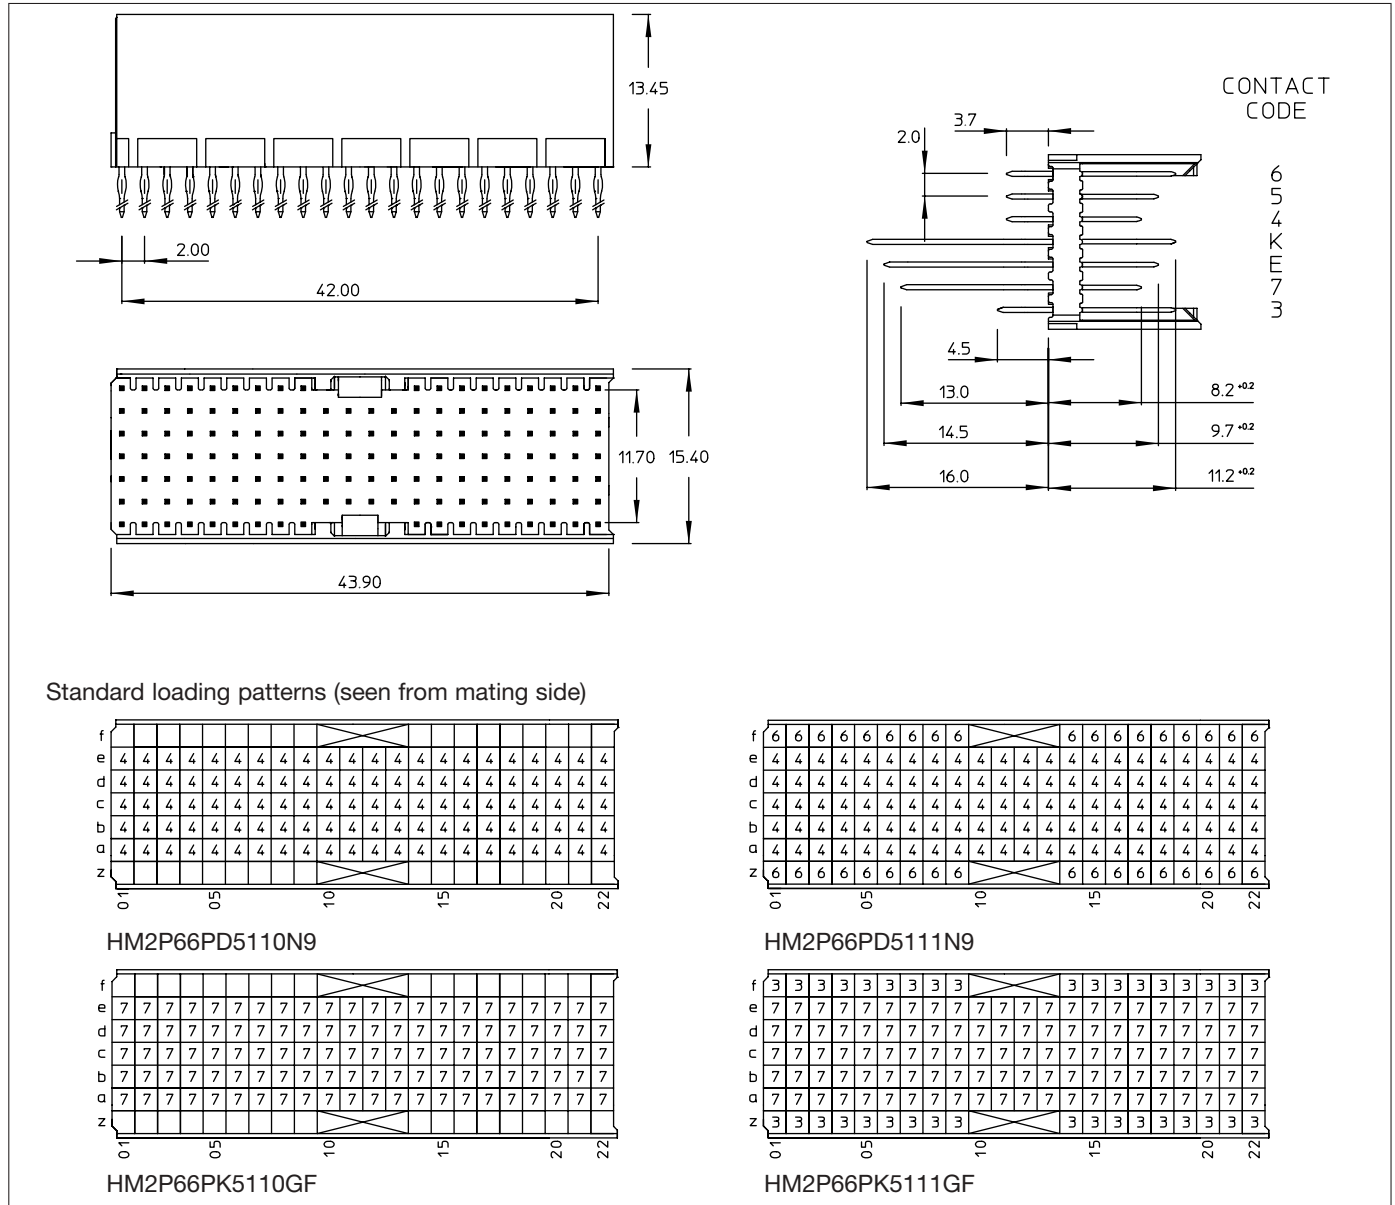 13.45
2.00
42.00
11.70
15.40
43.90
CONTACT
CODE
3.7
2.0
6
5
4
K
E
7
3
4.5
13.0
8.2 +0.2
14.5
9.7 +0.2
16.0
11.2 +0.2
Standard loading patterns (seen from mating side)
f
e 4 4 4 4 4 4 4 4 4 4 4 4 4 4 4 4 4 4 4 4 4 4
d 4 4 4 4 4 4 4 4 4 4 4 4 4 4 4 4 4 4 4 4 4 4
c 4 4 4 4 4 4 4 4 4 4 4 4 4 4 4 4 4 4 4 4 4 4
b 4 4 4 4 4 4 4 4 4 4 4 4 4 4 4 4 4 4 4 4 4 4
a 4 4 4 4 4 4 4 4 4 4 4 4 4 4 4 4 4 4 4 4 4 4
z
01 05 10 15 20 22
HM2P66PD5110N9
f 6 6 6 6 6 6 6 6 6 6 6 6 6 6 6 6 6 6
e 4 4 4 4 4 4 4 4 4 4 4 4 4 4 4 4 4 4 4 4 4 4
d 4 4 4 4 4 4 4 4 4 4 4 4 4 4 4 4 4 4 4 4 4 4
c 4 4 4 4 4 4 4 4 4 4 4 4 4 4 4 4 4 4 4 4 4 4
b 4 4 4 4 4 4 4 4 4 4 4 4 4 4 4 4 4 4 4 4 4 4
a 4 4 4 4 4 4 4 4 4 4 4 4 4 4 4 4 4 4 4 4 4 4
z 6 6 6 6 6 6 6 6 6 6 6 6 6 6 6 6 6 6
01 05 10 15 20 22
HM2P66PD5111N9
f
e 7 7 7 7 7 7 7 7 7 7 7 7 7 7 7 7 7 7 7 7 7 7
d 7 7 7 7 7 7 7 7 7 7 7 7 7 7 7 7 7 7 7 7 7 7
c 7 7 7 7 7 7 7 7 7 7 7 7 7 7 7 7 7 7 7 7 7 7
b 7 7 7 7 7 7 7 7 7 7 7 7 7 7 7 7 7 7 7 7 7 7
a 7 7 7 7 7 7 7 7 7 7 7 7 7 7 7 7 7 7 7 7 7 7
z
01 05 10 15 20 22
HM2P66PK5110GF
f 3 3 3 3 3 3 3 3 3 3 3 3 3 3 3 3 3 3
e 7 7 7 7 7 7 7 7 7 7 7 7 7 7 7 7 7 7 7 7 7 7
d 7 7 7 7 7 7 7 7 7 7 7 7 7 7 7 7 7 7 7 7 7 7
c 7 7 7 7 7 7 7 7 7 7 7 7 7 7 7 7 7 7 7 7 7 7
b 7 7 7 7 7 7 7 7 7 7 7 7 7 7 7 7 7 7 7 7 7 7
a 7 7 7 7 7 7 7 7 7 7 7 7 7 7 7 7 7 7 7 7 7 7
z 3 3 3 3 3 3 3 3 3 3 3 3 3 3 3 3 3 3
01 05 10 15 20 22
HM2P66PK5111GF